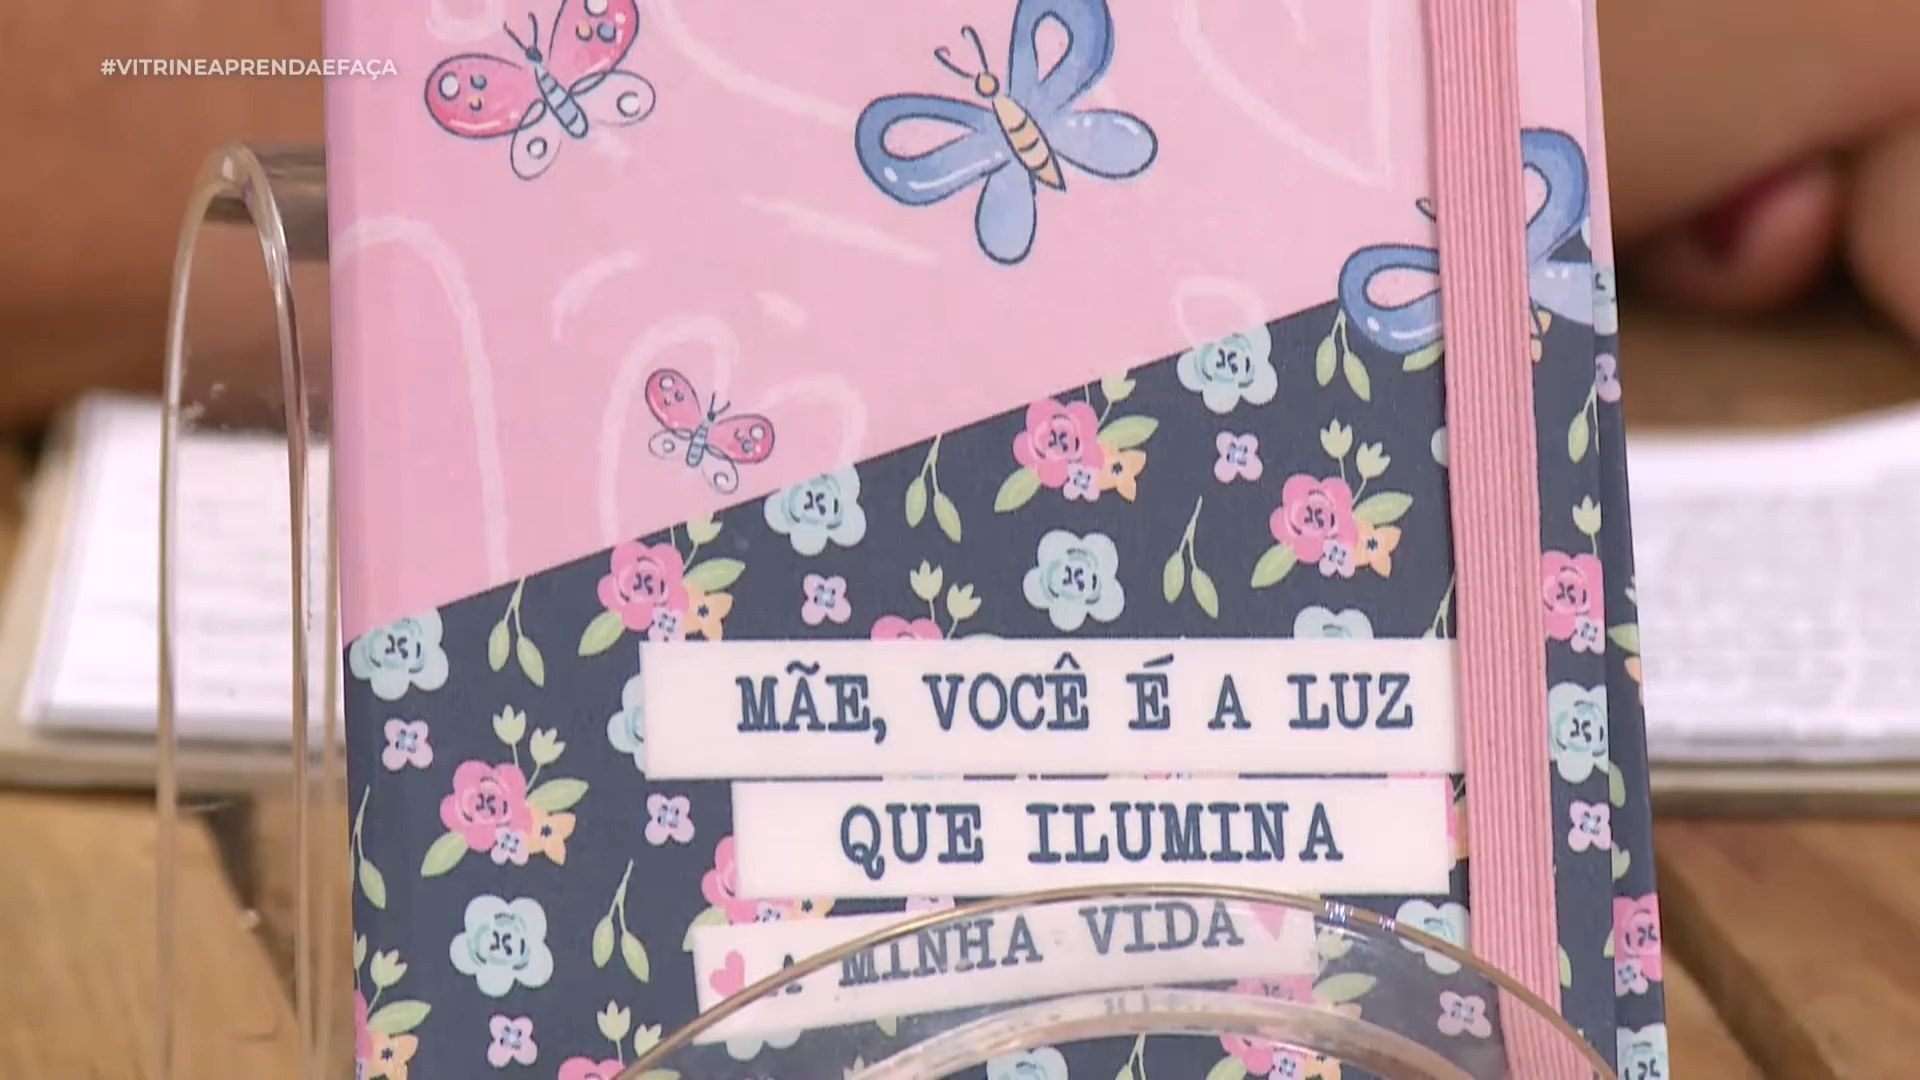 #VITRINEAPRENDAEFAÇA
MÃE, VOCÊ É A LUZ
QUE ILUMINA
A MINHA VIDA